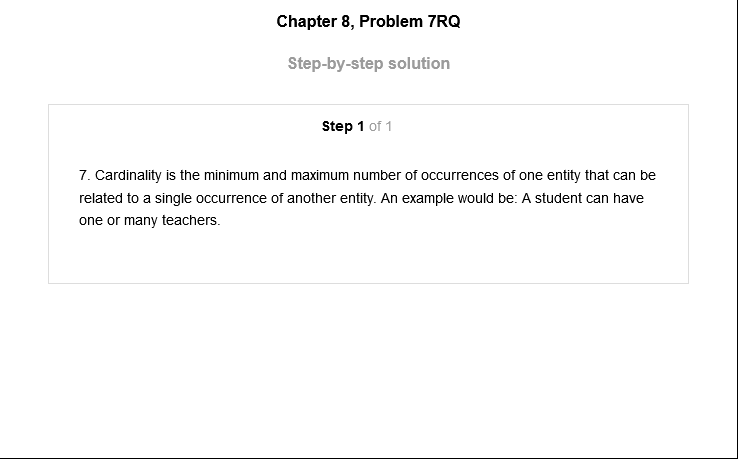 Chapter 8, Problem 7RQ
Step-by-step solution
Step 1 of 1
7. Cardinality is the minimum and maximum number of occurrences of one entity that can be
related to a single occurrence of another entity. An example would be: A student can have
one or many teachers.